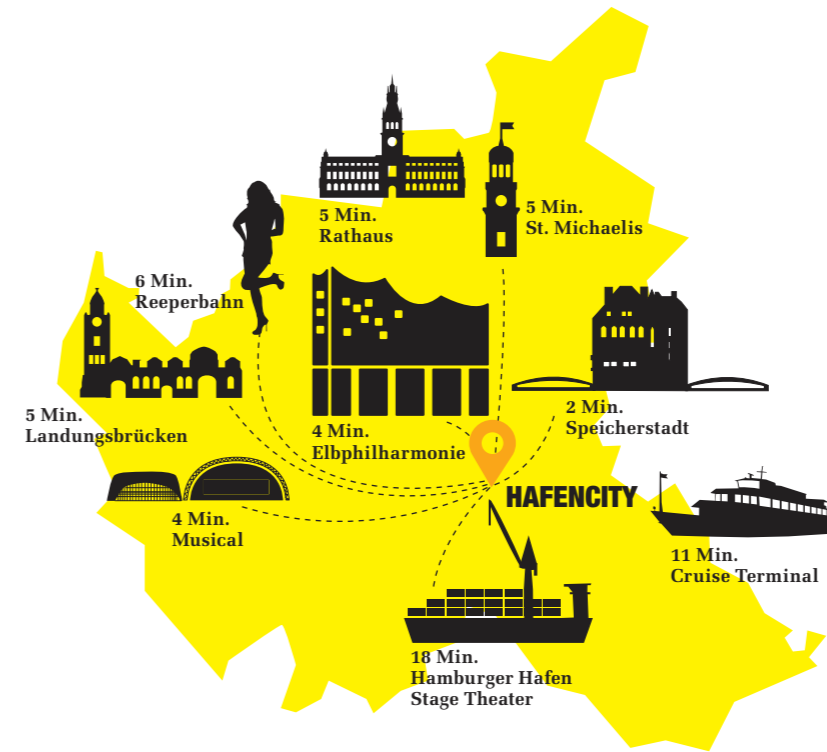 5 Min.
Rathaus
5 Min.
St. Michaelis
6 Min.
Reeperbahn
5 Min.
Landungsbrücken
4 Min.
Elbphilharmonie
2 Min.
Speicherstadt
HAFENCITY
4 Min.
Musical
11 Min.
Cruise Terminal
18 Min.
Hamburger Hafen
Stage Theater